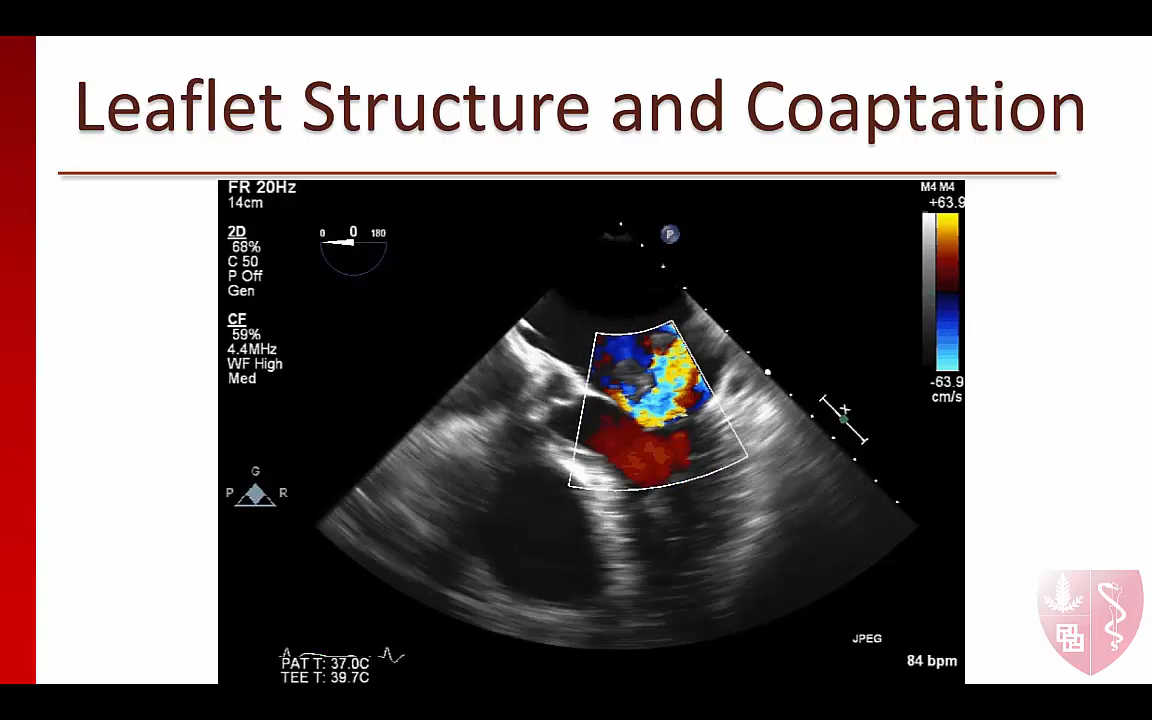 Leaflet Structure and Coaptation
FR 20Hz
14cm
M4 M4
+63.9
2D
68%
C 50
P Off
Gen
0 0 180
P
CF
59%
4.4MHz
WF High
Med
-63.9
cm/s
X
G
P R
JPEG
84 bpm
PAT T: 37.0C
TEE T: 39.7C